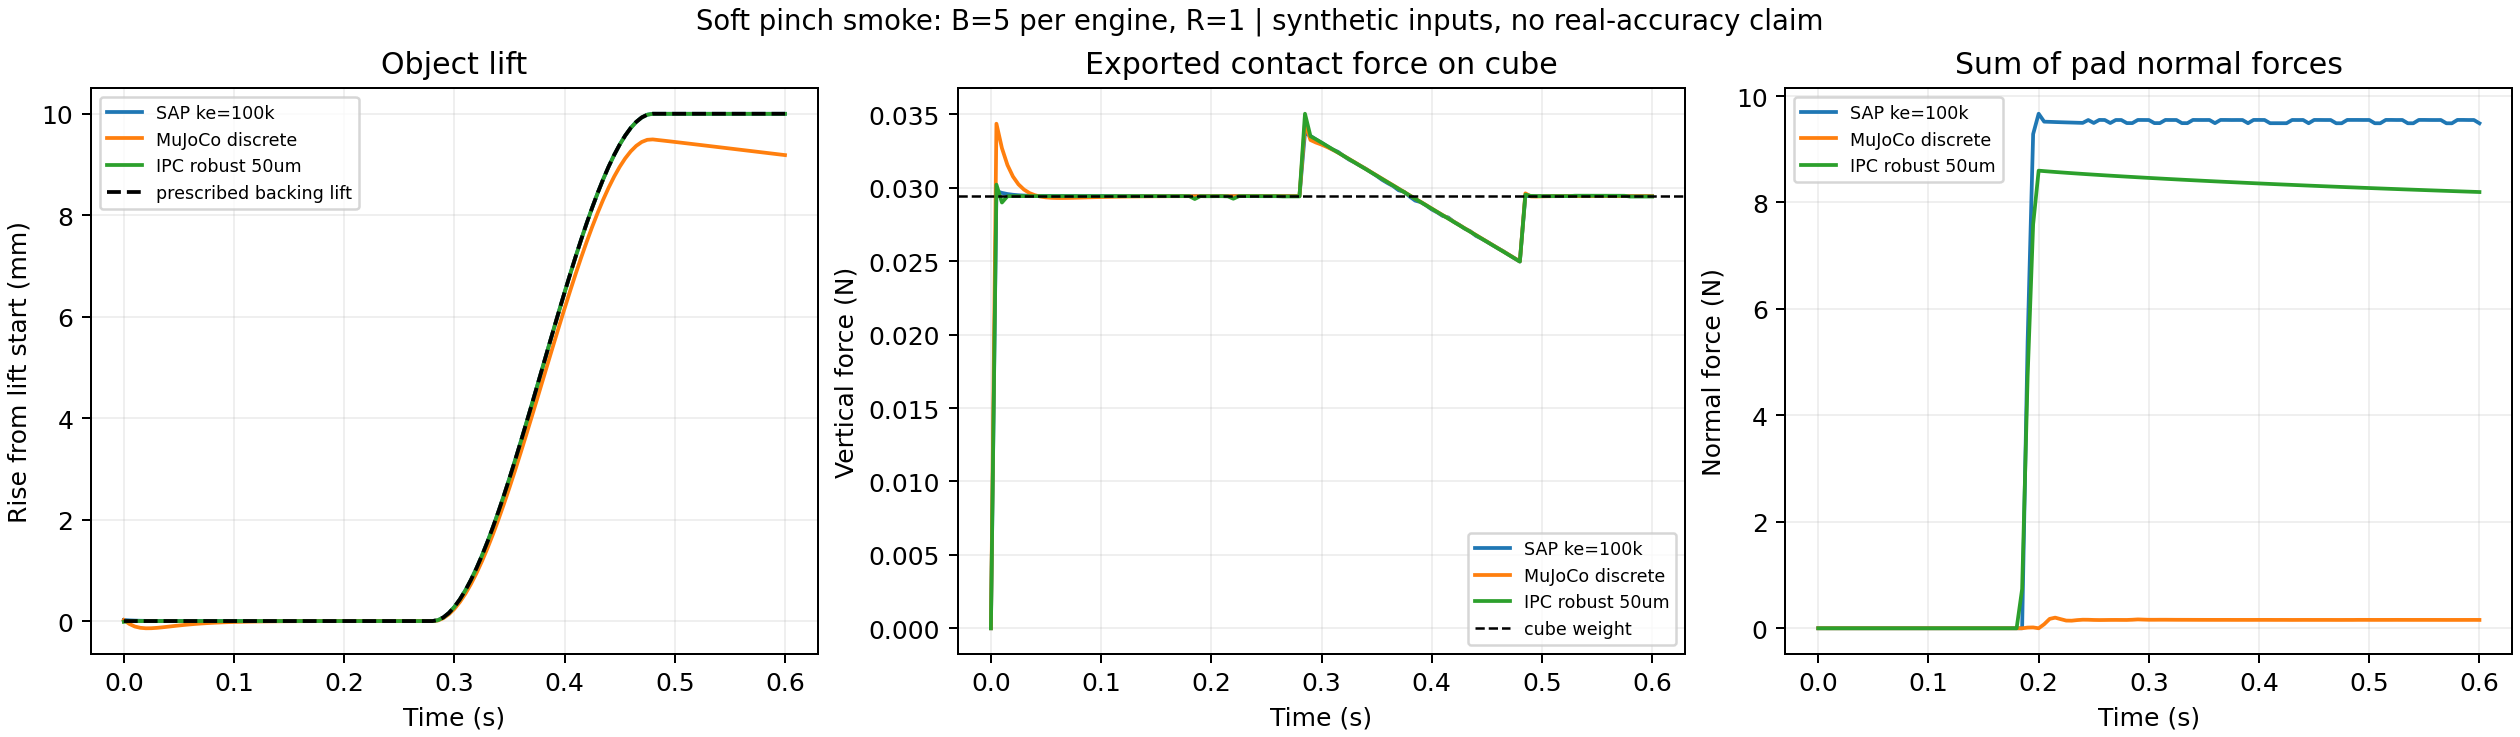 Soft pinch smoke: B=5 per engine, R=1 | synthetic inputs, no real-accuracy claim
Object lift
Rise from lift start (mm)
10
8
6
4
2
0
SAP ke=100k
MuJoCo discrete
IPC robust 50um
prescribed backing lift
0.0 0.1 0.2 0.3 0.4 0.5 0.6
Time (s)
Exported contact force on cube
Vertical force (N)
0.035
0.030
0.025
0.020
0.015
0.010
0.005
0.000
SAP ke=100k
MuJoCo discrete
IPC robust 50um
cube weight
0.0 0.1 0.2 0.3 0.4 0.5 0.6
Time (s)
Sum of pad normal forces
Normal force (N)
10
8
6
4
2
0
SAP ke=100k
MuJoCo discrete
IPC robust 50um
0.0 0.1 0.2 0.3 0.4 0.5 0.6
Time (s)